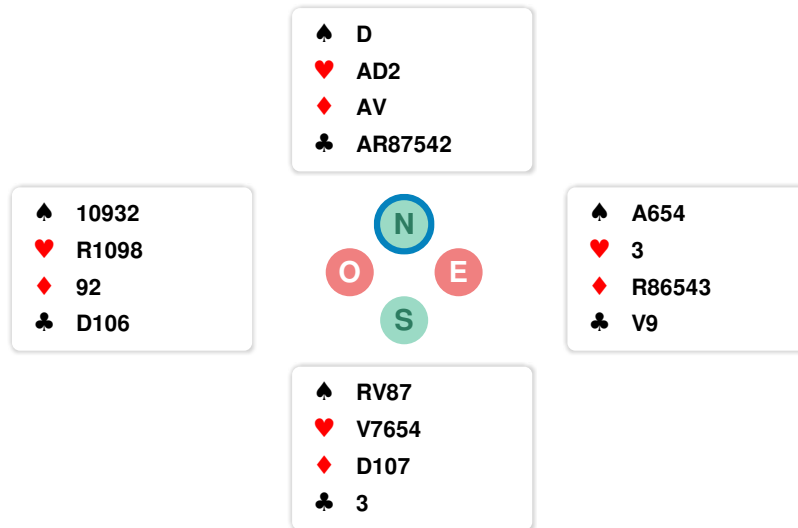 ♠ D
♥ AD2
♦ AV
♣ AR87542
♠ 10932
♥ R1098
♦ 92
♣ D106
N
O E
S
♠ A654
♥ 3
♦ R86543
♣ V9
♠ RV87
♥ V7654
♦ D107
♣ 3